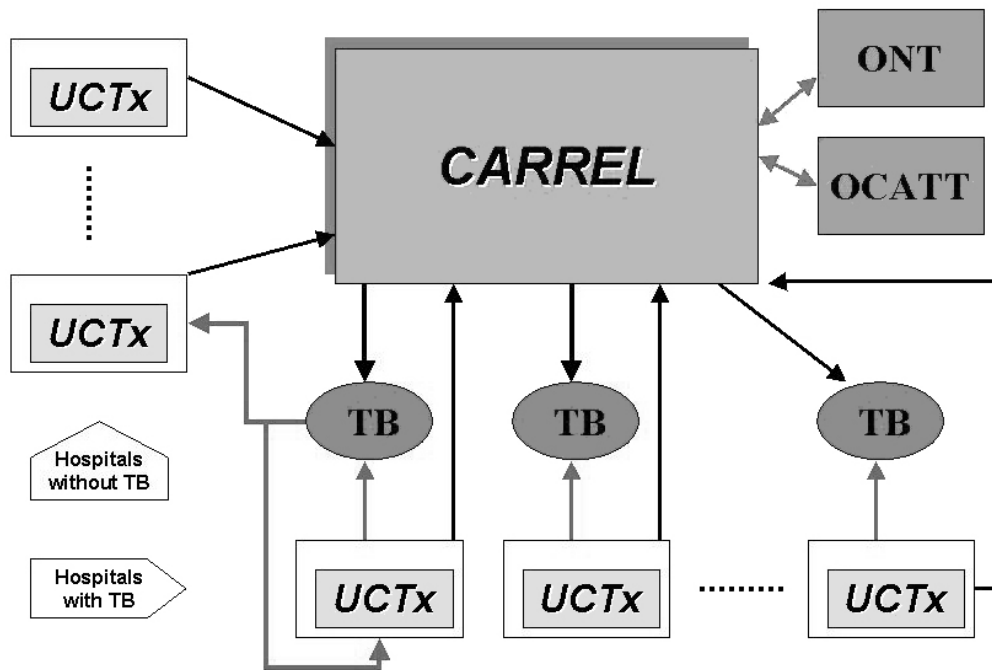 UCTx
CARREL
ONT
OCATT
UCTx
TB
TB
TB
Hospitals
without TB
Hospitals
with TB
UCTx
UCTx
UCTx